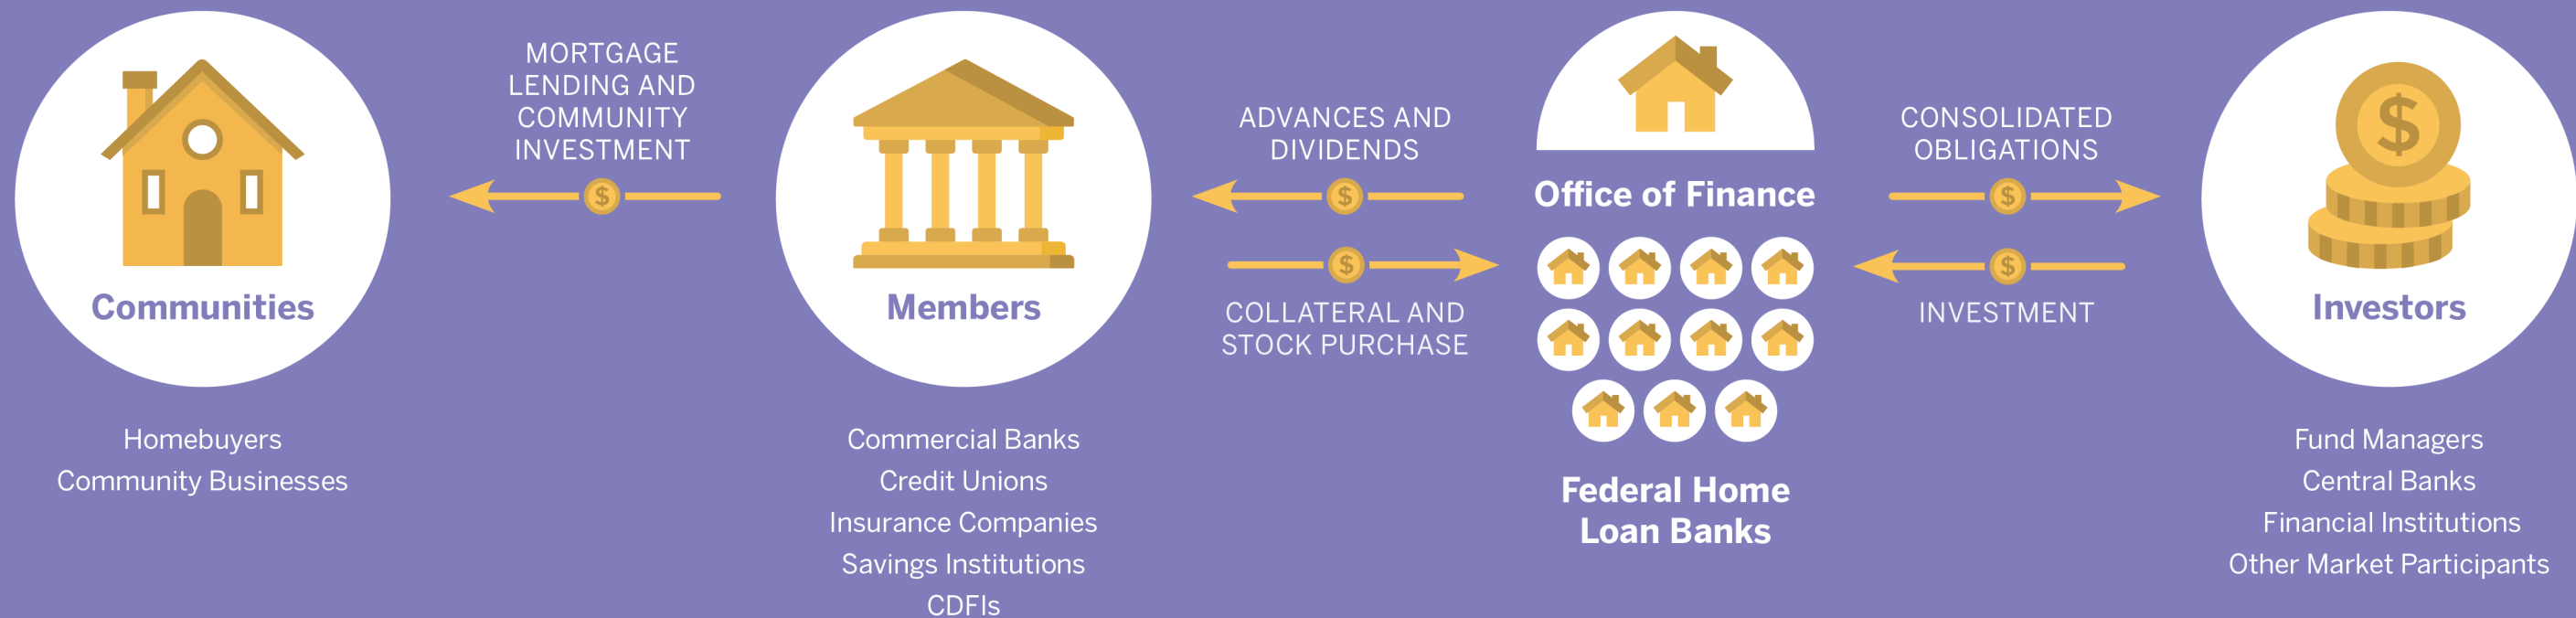 Communities
Homebuyers
Community Businesses
MORTGAGE
LENDING AND
COMMUNITY
INVESTMENT
$
Members
Commercial Banks
Credit Unions
Insurance Companies
Savings Institutions
CDFIs
ADVANCES AND
DIVIDENDS
$
$
COLLATERAL AND
STOCK PURCHASE
Office of Finance
Federal Home
Loan Banks
CONSOLIDATED
OBLIGATIONS
$
$
INVESTMENT
$
Investors
Fund Managers
Central Banks
Financial Institutions
Other Market Participants